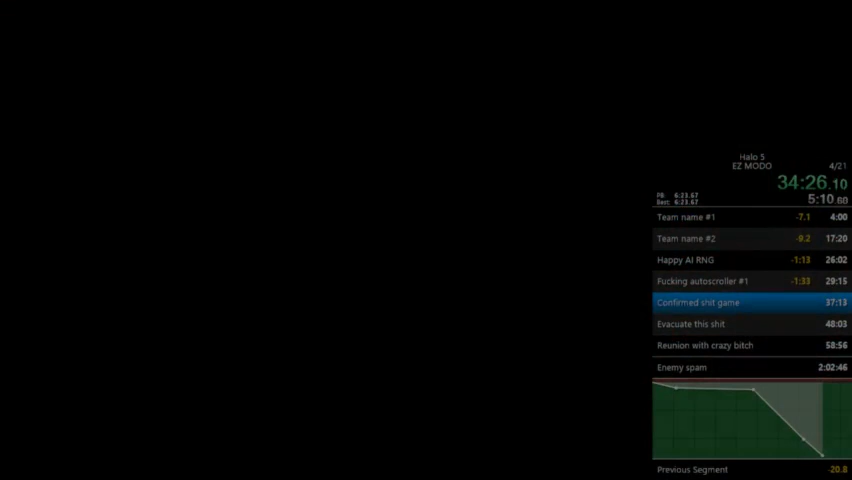 Halo 5
EZ MODO 4/21
34:26.10
PB: 6:23.67 5:10.60
Best: 6:23.67
Team name #1 -7.1 4:00
Team name #2 -9.2 17:20
Happy AI RNG -1:13 26:02
Fucking autoscroller #1 -1:33 29:15
Confirmed shit game 37:13
Evacuate this shit 48:03
Reunion with crazy bitch 58:56
Enemy spam 2:02:46
Previous Segment -20.8